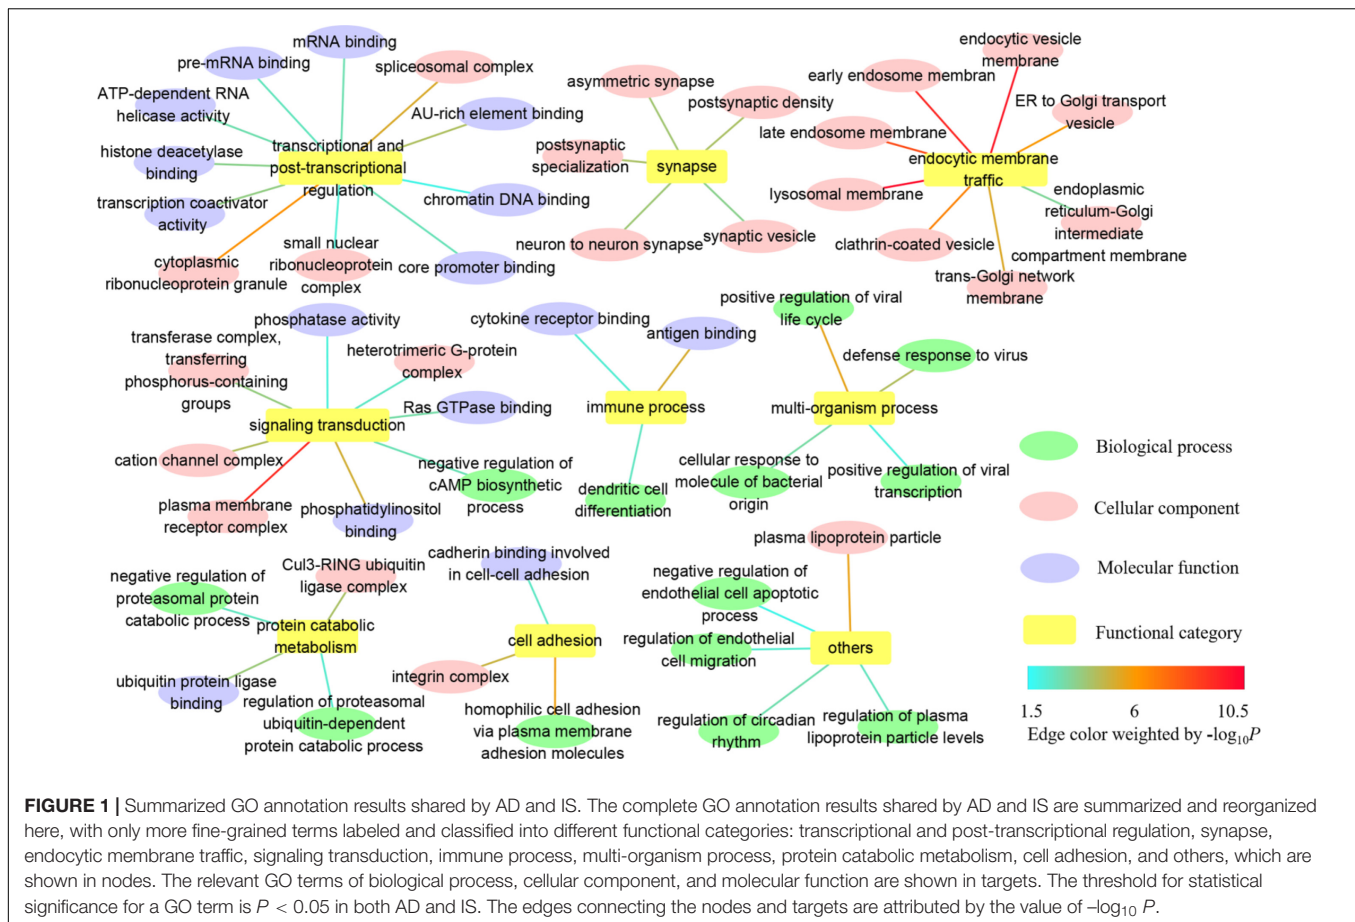 mRNA binding
pre-mRNA binding
spliceosomal complex
ATP-dependent RNA
helicase activity
AU-rich element binding
histone deacetylase
binding
transcriptional and
post-transcriptional
regulation
transcription coactivator
activity
chromatin DNA binding
cytoplasmic
ribonucleoprotein granule
small nuclear
ribonucleoprotein
complex
core promoter binding
asymmetric synapse
postsynaptic density
postsynaptic
specialization
synapse
neuron to neuron synapse
synaptic vesicle
endocytic vesicle
membrane
early endosome membran
ER to Golgi transport
vesicle
late endosome membrane
endocytic membrane
traffic
lysosomal membrane
endoplasmic
reticulum-Golgi
intermediate
compartment membrane
clathrin-coated vesicle
trans-Golgi network
membrane
phosphatase activity
transferase complex,
transferring
phosphorus-containing
groups
heterotrimeric G-protein
complex
Ras GTPase binding
signaling transduction
cation channel complex
negative regulation of
cAMP biosynthetic
process
plasma membrane
receptor complex
phosphatidylinositol
binding
cytokine receptor binding
antigen binding
immune process
dendritic cell
differentiation
positive regulation of viral
life cycle
defense response to virus
multi-organism process
cellular response to
molecule of bacterial
origin
positive regulation of viral
transcription
Cul3-RING ubiquitin
ligase complex
negative regulation of
proteasomal protein
catabolic process
protein catabolic
metabolism
ubiquitin protein ligase
binding
regulation of proteasomal
ubiquitin-dependent
protein catabolic process
cadherin binding involved
in cell-cell adhesion
cell adhesion
integrin complex
homophilic cell adhesion
via plasma membrane
adhesion molecules
plasma lipoprotein particle
negative regulation of
endothelial cell apoptotic
process
regulation of endothelial
cell migration
others
regulation of circadian
rhythm
regulation of plasma
lipoprotein particle levels
Biological process
Cellular component
Molecular function
Functional category
1.5 6 10.5
Edge color weighted by -log₁₀P
FIGURE 1 | Summarized GO annotation results shared by AD and IS. The complete GO annotation results shared by AD and IS are summarized and reorganized
here, with only more fine-grained terms labeled and classified into different functional categories: transcriptional and post-transcriptional regulation, synapse,
endocytic membrane traffic, signaling transduction, immune process, multi-organism process, protein catabolic metabolism, cell adhesion, and others, which are
shown in nodes. The relevant GO terms of biological process, cellular component, and molecular function are shown in targets. The threshold for statistical
significance for a GO term is P < 0.05 in both AD and IS. The edges connecting the nodes and targets are attributed by the value of –log₁₀ P.